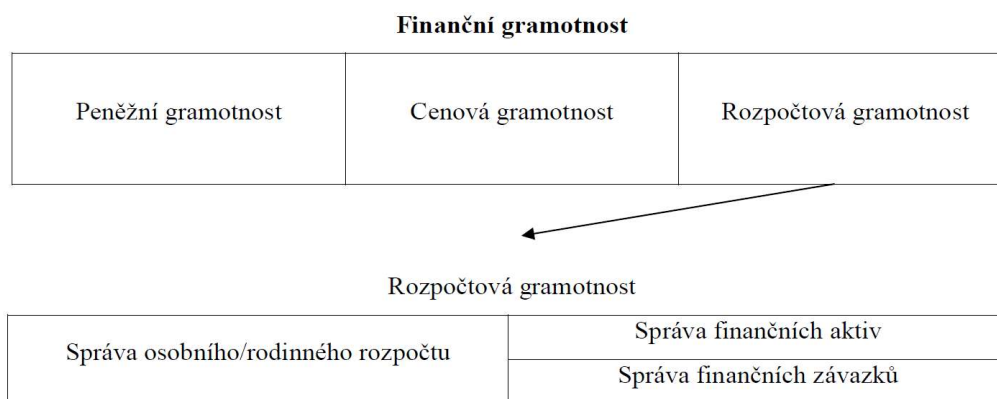 Finanční gramotnost
Peněžní gramotnost
Cenová gramotnost
Rozpočtová gramotnost
Rozpočtová gramotnost
Správa osobního/rodinného rozpočtu
Správa finančních aktiv
Správa finančních závazků